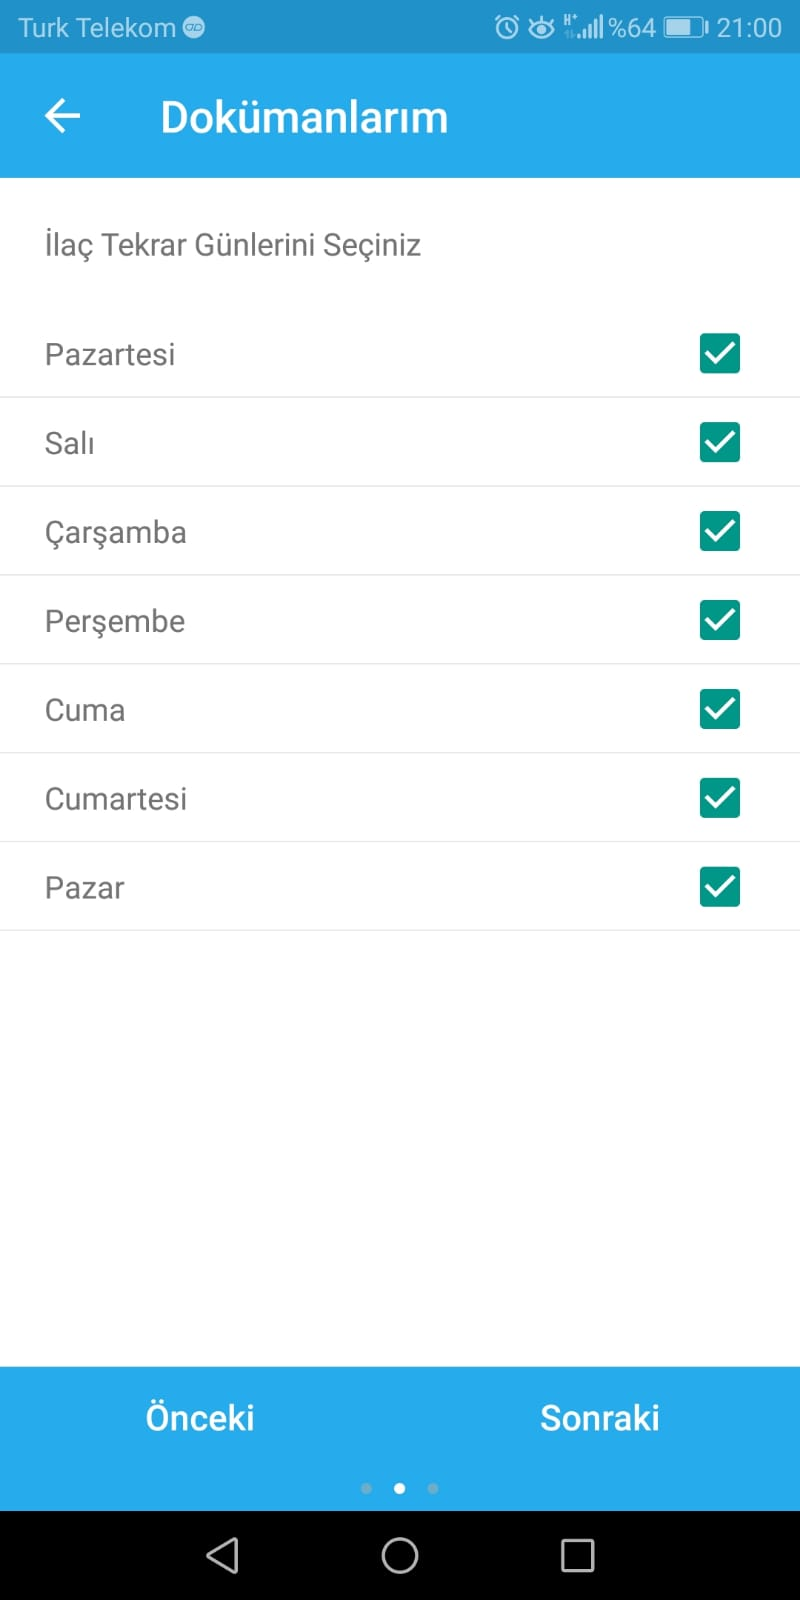 Turk Telekom
%64 21:00
Dokümanlarım
İlaç Tekrar Günlerini Seçiniz
Pazartesi
Salı
Çarşamba
Perşembe
Cuma
Cumartesi
Pazar
Önceki Sonraki